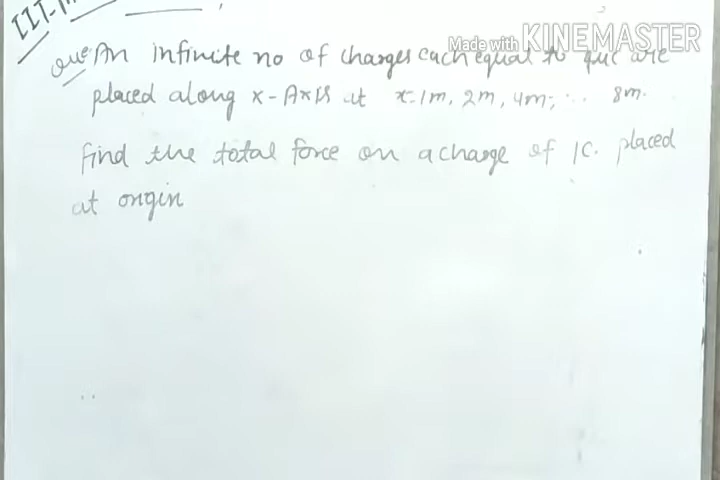 IIT-
Made with KINEMASTER
Que An infinite no of charges each equal to 4μc are
placed along x-Axis at x=1m, 2m, 4m, ... 8m.
find the total force on a charge of 1C. placed
at origin